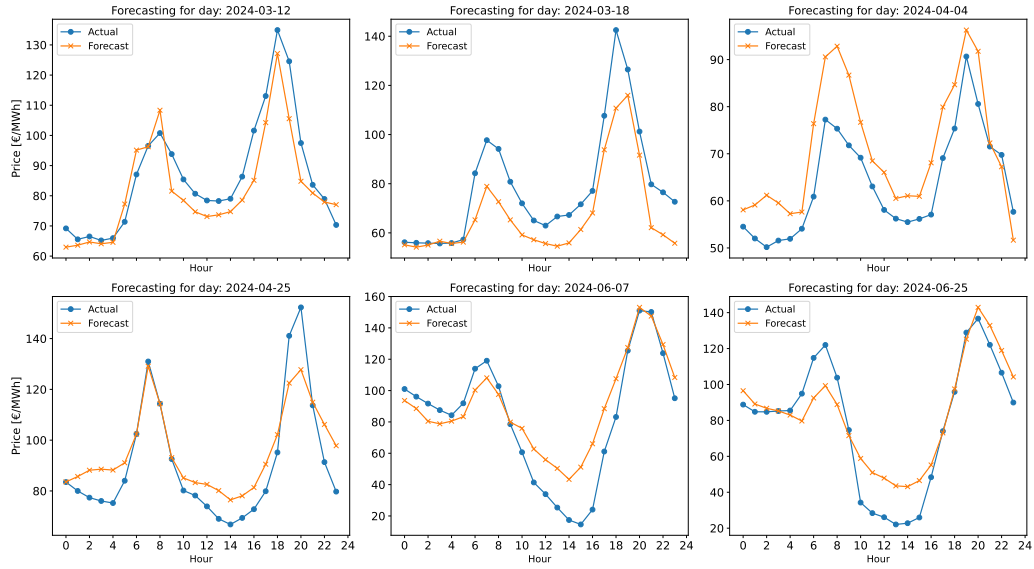 Forecasting for day: 2024-03-12
Actual
Forecast
Price [€/MWh]
130
120
110
100
90
80
70
60
Hour
Forecasting for day: 2024-03-18
Actual
Forecast
140
120
100
80
60
Hour
Forecasting for day: 2024-04-04
Actual
Forecast
90
80
70
60
50
Hour
Forecasting for day: 2024-04-25
Actual
Forecast
Price [€/MWh]
140
120
100
80
0 2 4 6 8 10 12 14 16 18 20 22 24
Hour
Forecasting for day: 2024-06-07
Actual
Forecast
160
140
120
100
80
60
40
20
0 2 4 6 8 10 12 14 16 18 20 22 24
Hour
Forecasting for day: 2024-06-25
Actual
Forecast
140
120
100
80
60
40
20
0 2 4 6 8 10 12 14 16 18 20 22 24
Hour